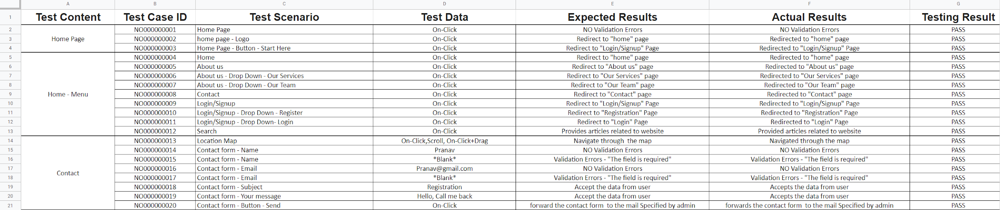 A B C D E F G
1 Test Content Test Case ID Test Scenario Test Data Expected Results Actual Results Testing Result
2 NO000000001 Home Page On-Click NO Validation Errors NO Validation Errors PASS
3 Home Page NO000000002 home page - Logo On-Click Redirect to "home" page Redirected to "home" page PASS
4 NO000000003 Home Page - Button - Start Here On-Click Redirect to "Login/Signup" Page Redirected to "Login/Signup" Page PASS
5 NO000000004 Home On-Click Redirect to "home" page Redirected to "home" page PASS
6 NO000000005 About us On-Click Redirect to "About us" page Redirected to "About us" page PASS
7 NO000000006 About us - Drop Down - Our Services On-Click Redirect to "Our Services" page Redirected to "Our Services" page PASS
8 NO000000007 About us - Drop Down - Our Team On-Click Redirect to "Our Team" page Redirected to "Our Team" page PASS
9 Home - Menu NO000000008 Contact On-Click Redirect to "Contact" page Redirected to "Contact" page PASS
10 NO000000009 Login/Signup On-Click Redirect to "Login/Signup" Page Redirected to "Login/Signup" Page PASS
11 NO000000010 Login/Signup - Drop Down - Register On-Click Redirect to "Registration" Page Redirected to "Registration" Page PASS
12 NO000000011 Login/Signup - Drop Down- Login On-Click Redirect to "Login" Page Redirected to "Login" Page PASS
13 NO000000012 Search On-Click Provides articles related to website Provided articles related to website PASS
14 NO000000013 Location Map On-Click,Scroll, On-Click+Drag Navigate through  the map Navigated through the map PASS
15 NO000000014 Contact form - Name Pranav NO Validation Errors NO Validation Errors PASS
16 NO000000015 Contact form - Name *Blank* Validation Errors - "The field is required" Validation Errors - "The field is required" PASS
17 NO000000016 Contact form - Email Pranav@gmail.com NO Validation Errors NO Validation Errors PASS
18 Contact NO000000017 Contact form - Email *Blank* Validation Errors - "The field is required" Validation Errors - "The field is required" PASS
19 NO000000018 Contact form - Subject Registration Accept the data from user Accepts the data from user PASS
20 NO000000019 Contact form - Your message Hello, Call me back Accept the data from user Accepts the data from user PASS
21 NO000000020 Contact form - Button - Send On-Click forward the contact form  to the mail Specified by admin forwards the contact form  to the mail Specified by admin PASS